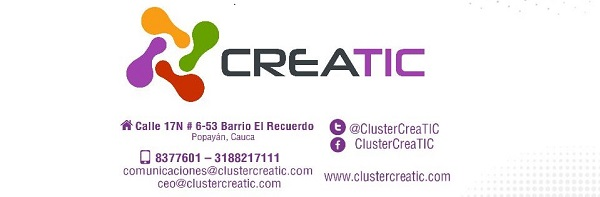 CREATIC
Calle 17N # 6-53 Barrio El Recuerdo
Popayán, Cauca
8377601 – 3188217111
comunicaciones@clustercreatic.com
ceo@clustercreatic.com
@ClusterCreaTIC
ClusterCreaTIC
www.clustercreatic.com